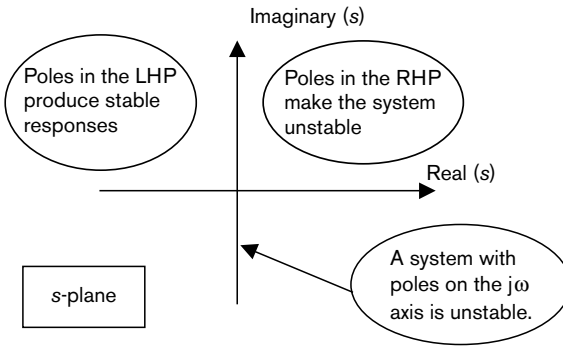 Imaginary (s)
Poles in the LHP
produce stable
responses
Poles in the RHP
make the system
unstable
Real (s)
s-plane
A system with
poles on the jω
axis is unstable.